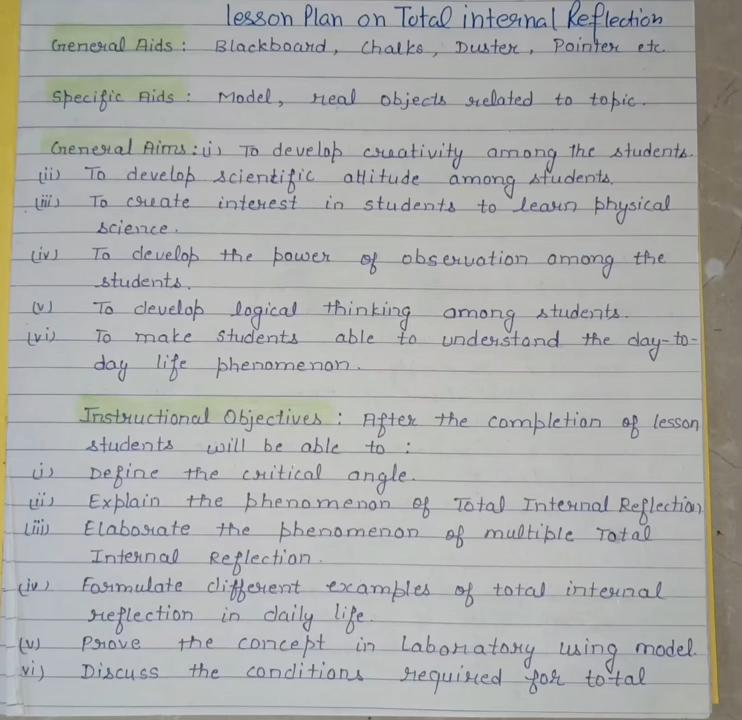 lesson Plan on Total internal Reflection
General Aids : Blackboard, Chalks, Duster, Pointer etc.
Specific Aids : Model, real objects related to topic.
General Aims : i) To develop creativity among the students.
(ii) To develop scientific attitude among students.
(iii) To create interest in students to learn physical
science.
(iv) To develop the power of observation among the
students.
(v) To develop logical thinking among students.
(vi) To make students able to understand the day-to-
day life phenomenon.
Instructional Objectives : After the completion of lesson
students will be able to :
i) Define the critical angle.
(ii) Explain the phenomenon of Total Internal Reflection
(iii) Elaborate the phenomenon of multiple Total
Internal Reflection.
(iv) Formulate different examples of total internal
reflection in daily life.
(v) Prove the concept in Laboratory using model.
vi) Discuss the conditions required for total